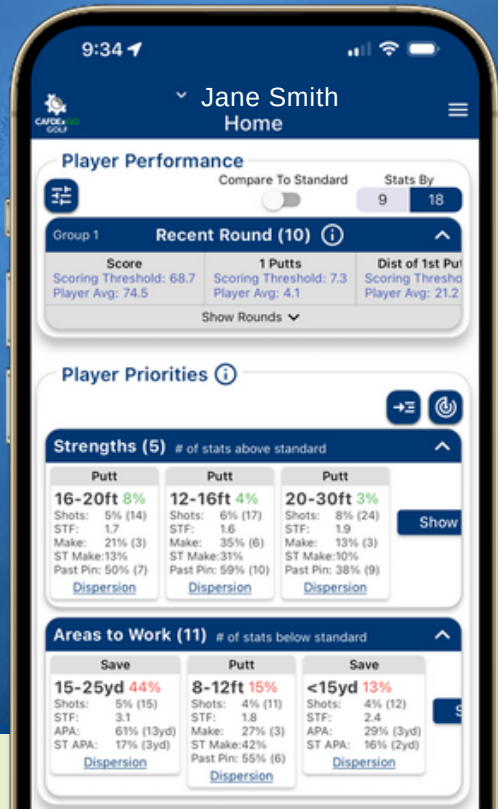 9:34
Jane Smith
CAFDExGO
GOLF
Home
Player Performance
Compare To Standard
Stats By
9 18
Group 1 Recent Round (10)
Score 1 Putts Dist of 1st Put
Scoring Threshold: 68.7 Scoring Threshold: 7.3 Scoring Thresho
Player Avg: 74.5 Player Avg: 4.1 Player Avg: 21.2
Show Rounds
Player Priorities
Strengths (5) # of stats above standard
Putt Putt Putt
16-20ft 8% 12-16ft 4% 20-30ft 3%
Shots: 5% (14) Shots: 6% (17) Shots: 8% (24)
STF: 1.7 STF: 1.6 STF: 1.9
Make: 21% (3) Make: 35% (6) Make: 13% (3)
ST Make:13% ST Make:31% ST Make:10%
Past Pin: 50% (7) Past Pin: 59% (10) Past Pin: 38% (9)
Dispersion Dispersion Dispersion
Show
Areas to Work (11) # of stats below standard
Save Putt Save
15-25yd 44% 8-12ft 15% <15yd 13%
Shots: 5% (15) Shots: 4% (11) Shots: 4% (12)
STF: 3.1 STF: 1.8 STF: 2.4
APA: 61% (13yd) Make: 27% (3) APA: 29% (3yd)
ST APA: 17% (3yd) ST Make:42% ST APA: 16% (2yd)
Past Pin: 55% (6)
Dispersion Dispersion Dispersion
S